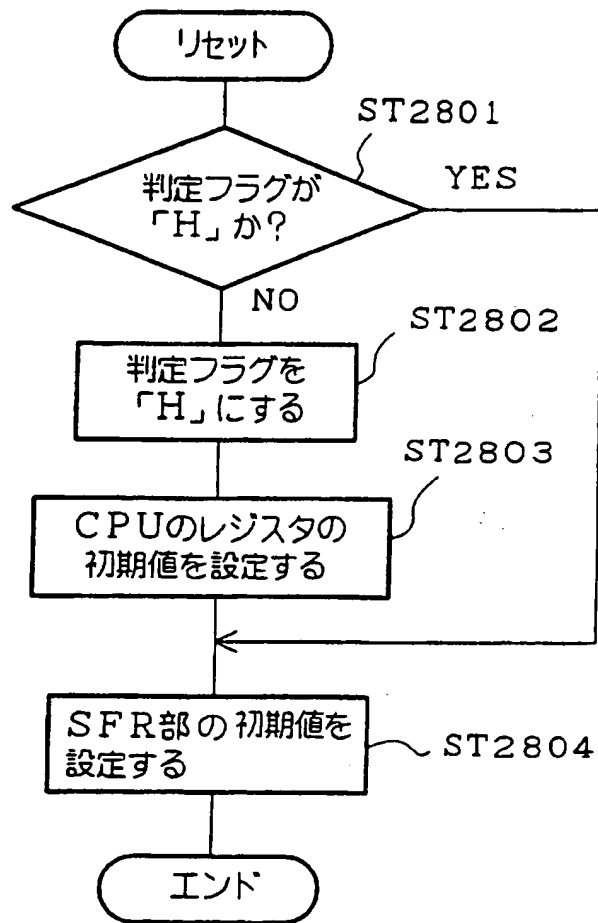 リセット
ST2801
判定フラグが
「H」か?
YES
NO
ST2802
判定フラグを
「H」にする
ST2803
CPUのレジスタの
初期値を設定する
SFR部の初期値を
設定する
ST2804
エンド